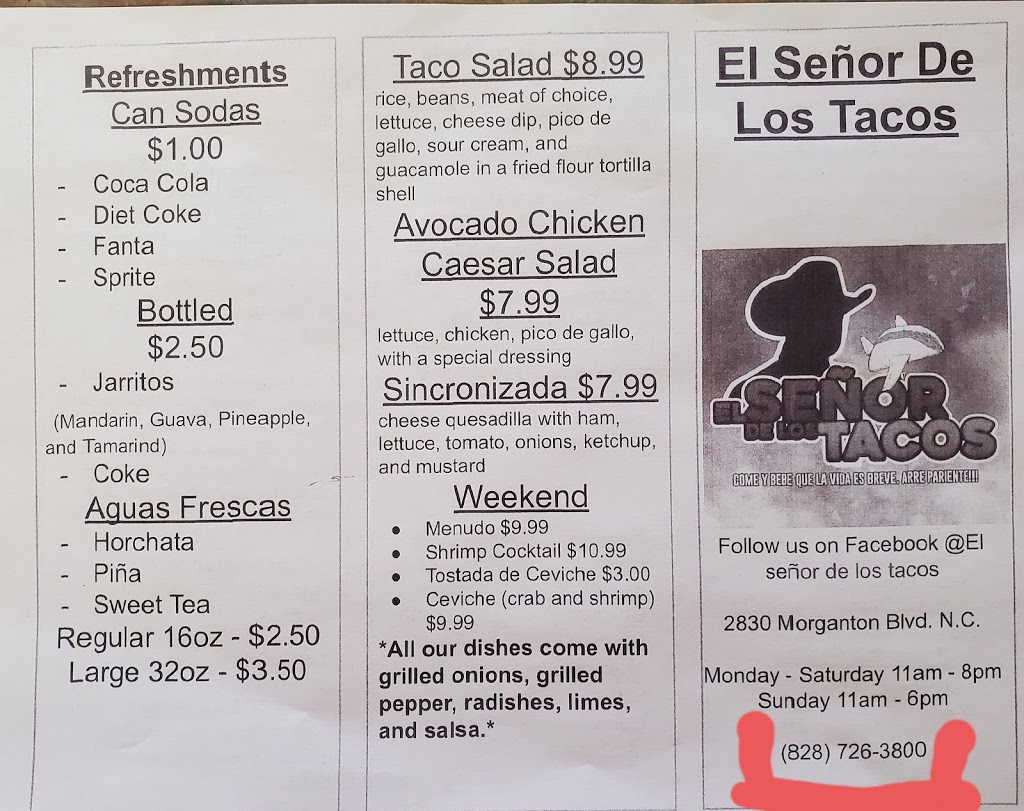 Refreshments
Can Sodas
$1.00
- Coca Cola
- Diet Coke
- Fanta
- Sprite
Bottled
$2.50
- Jarritos
(Mandarin, Guava, Pineapple,
and Tamarind)
- Coke
Aguas Frescas
- Horchata
- Piña
- Sweet Tea
Regular 16oz - $2.50
Large 32oz - $3.50
Taco Salad $8.99
rice, beans, meat of choice,
lettuce, cheese dip, pico de
gallo, sour cream, and
guacamole in a fried flour tortilla
shell
Avocado Chicken
Caesar Salad
$7.99
lettuce, chicken, pico de gallo,
with a special dressing
Sincronizada $7.99
cheese quesadilla with ham,
lettuce, tomato, onions, ketchup,
and mustard
Weekend
● Menudo $9.99
● Shrimp Cocktail $10.99
● Tostada de Ceviche $3.00
● Ceviche (crab and shrimp)
$9.99
*All our dishes come with
grilled onions, grilled
pepper, radishes, limes,
and salsa.*
El Señor De
Los Tacos
EL SEÑOR
DE LOS TACOS
COME Y BEBE QUE LA VIDA ES BREVE, ARRE PARIENTE!!!
Follow us on Facebook @El
señor de los tacos
2830 Morganton Blvd. N.C.
Monday - Saturday 11am - 8pm
Sunday 11am - 6pm
(828) 726-3800